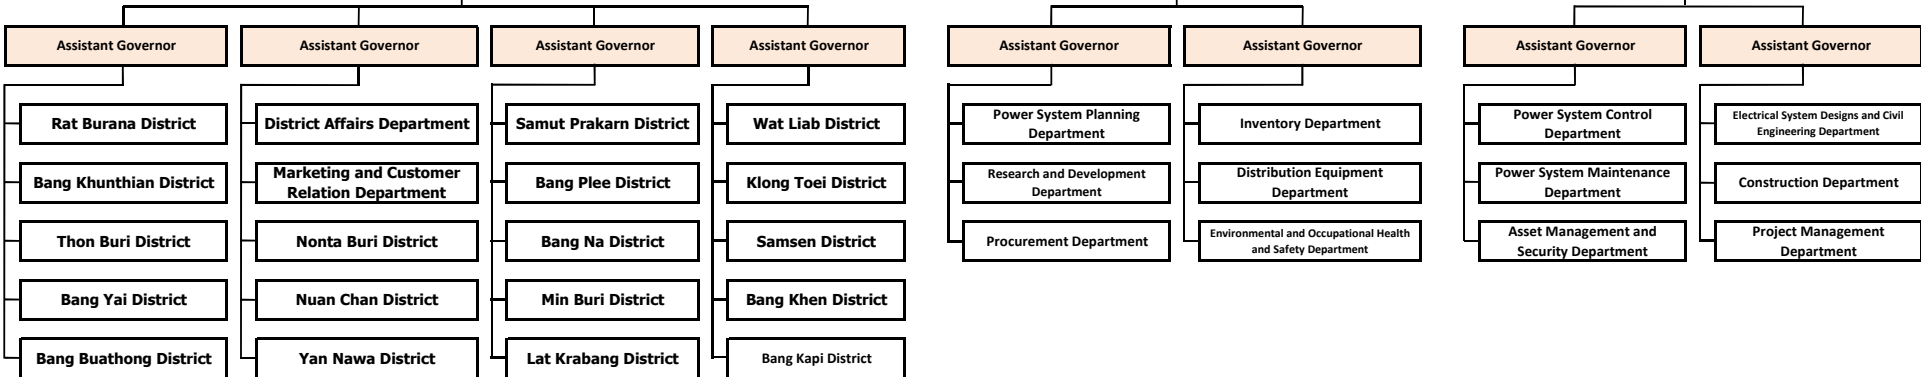 Assistant Governor
Assistant Governor
Assistant Governor
Assistant Governor
Assistant Governor
Assistant Governor
Assistant Governor
Assistant Governor
Rat Burana District
Bang Khunthian District
Thon Buri District
Bang Yai District
Bang Buathong District
District Affairs Department
Marketing and Customer
Relation Department
Nonta Buri District
Nuan Chan District
Yan Nawa District
Samut Prakarn District
Bang Plee District
Bang Na District
Min Buri District
Lat Krabang District
Wat Liab District
Klong Toei District
Samsen District
Bang Khen District
Bang Kapi District
Power System Planning
Department
Research and Development
Department
Procurement Department
Inventory Department
Distribution Equipment
Department
Environmental and Occupational Health
and Safety Department
Power System Control
Department
Power System Maintenance
Department
Asset Management and
Security Department
Electrical System Designs and Civil
Engineering Department
Construction Department
Project Management
Department